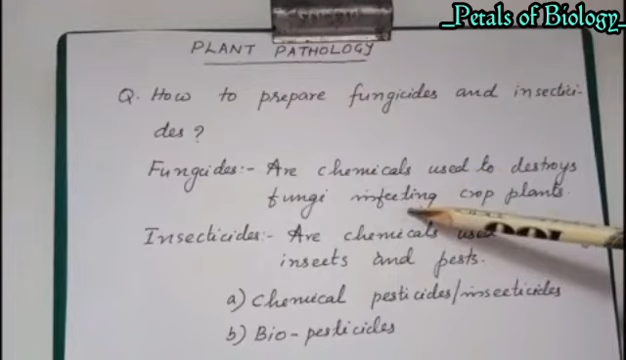 _Petals of Biology_
PLANT PATHOLOGY
Q. How to prepare fungicides and insectici-
des?
Fungicides:- Are chemicals used to destroys
fungi infecting crop plants.
Insecticides:- Are chemicals used
insects and pests.
a) Chemical pesticides/insecticides
b) Bio-pesticides